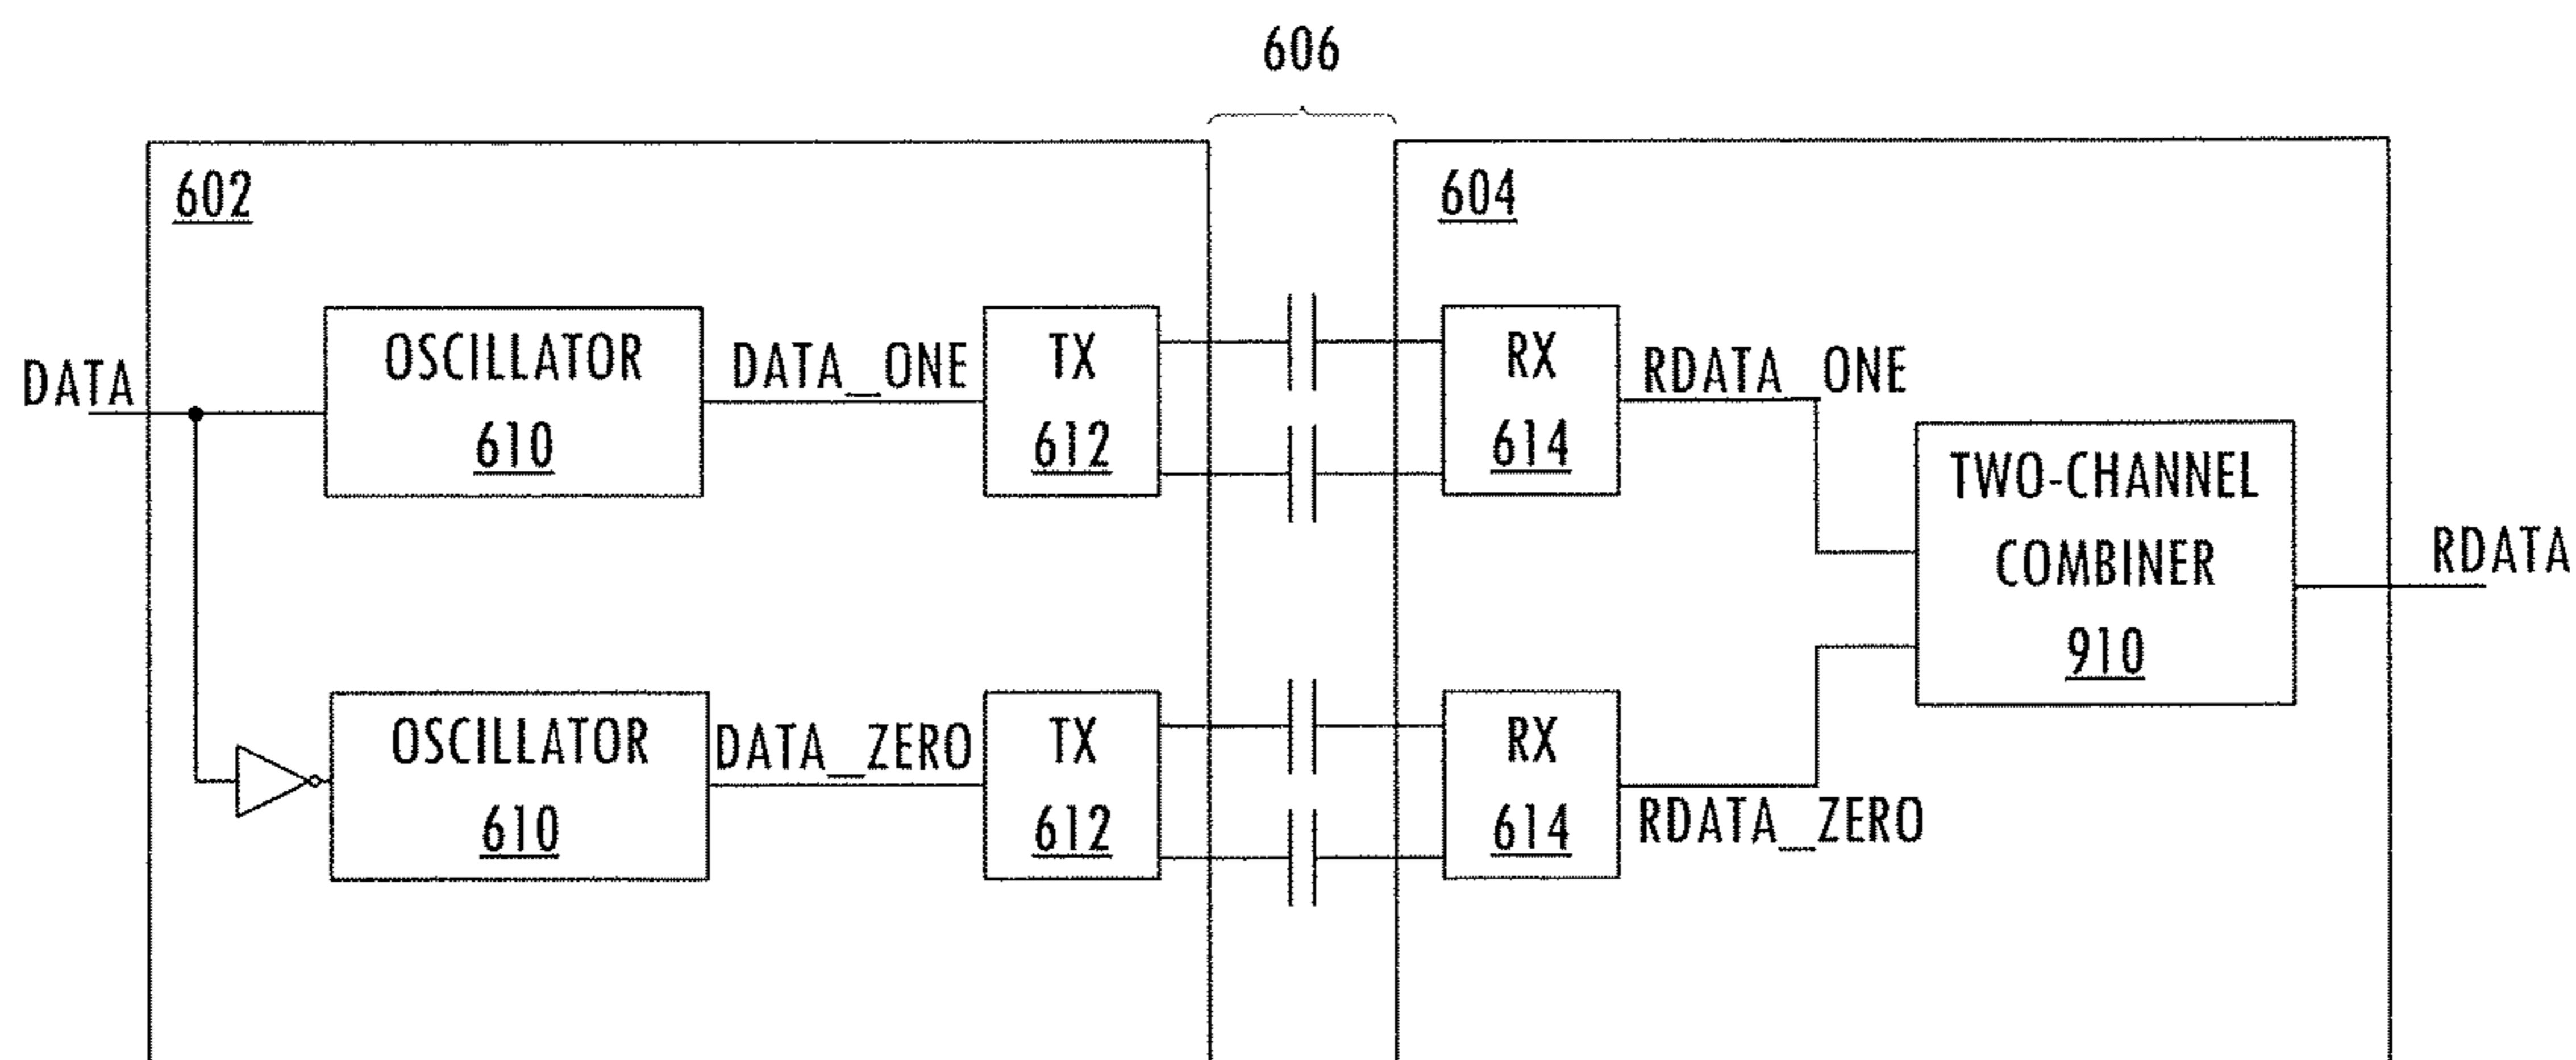 606
602
604
DATA
OSCILLATOR
610
DATA_ONE
TX
612
RX
614
RDATA_ONE
TWO-CHANNEL
COMBINER
910
RDATA
OSCILLATOR
610
DATA_ZERO
TX
612
RX
614
RDATA_ZERO